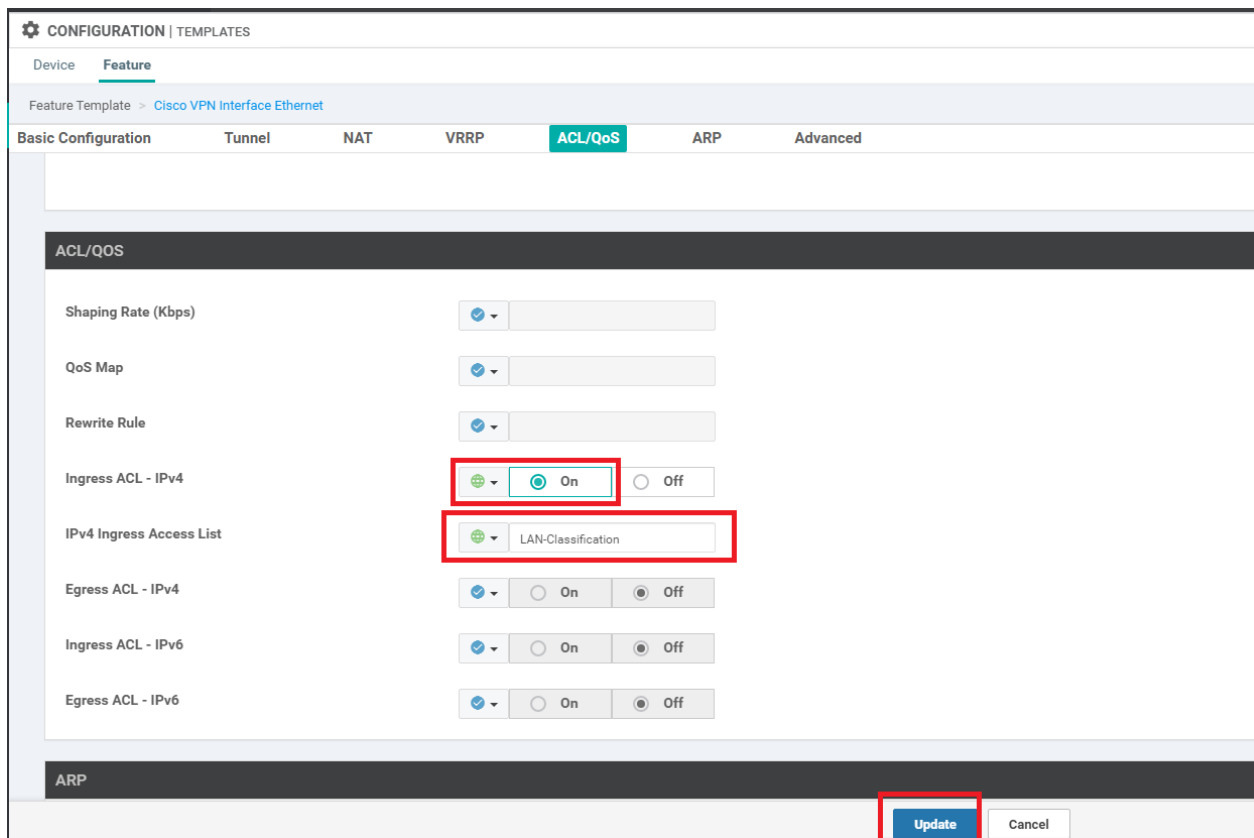 CONFIGURATION | TEMPLATES
Device Feature
Feature Template > Cisco VPN Interface Ethernet
Basic Configuration Tunnel NAT VRRP ACL/QoS ARP Advanced
ACL/QOS
Shaping Rate (Kbps)
QoS Map
Rewrite Rule
Ingress ACL - IPv4 On Off
IPv4 Ingress Access List LAN-Classification
Egress ACL - IPv4 On Off
Ingress ACL - IPv6 On Off
Egress ACL - IPv6 On Off
ARP
Update Cancel